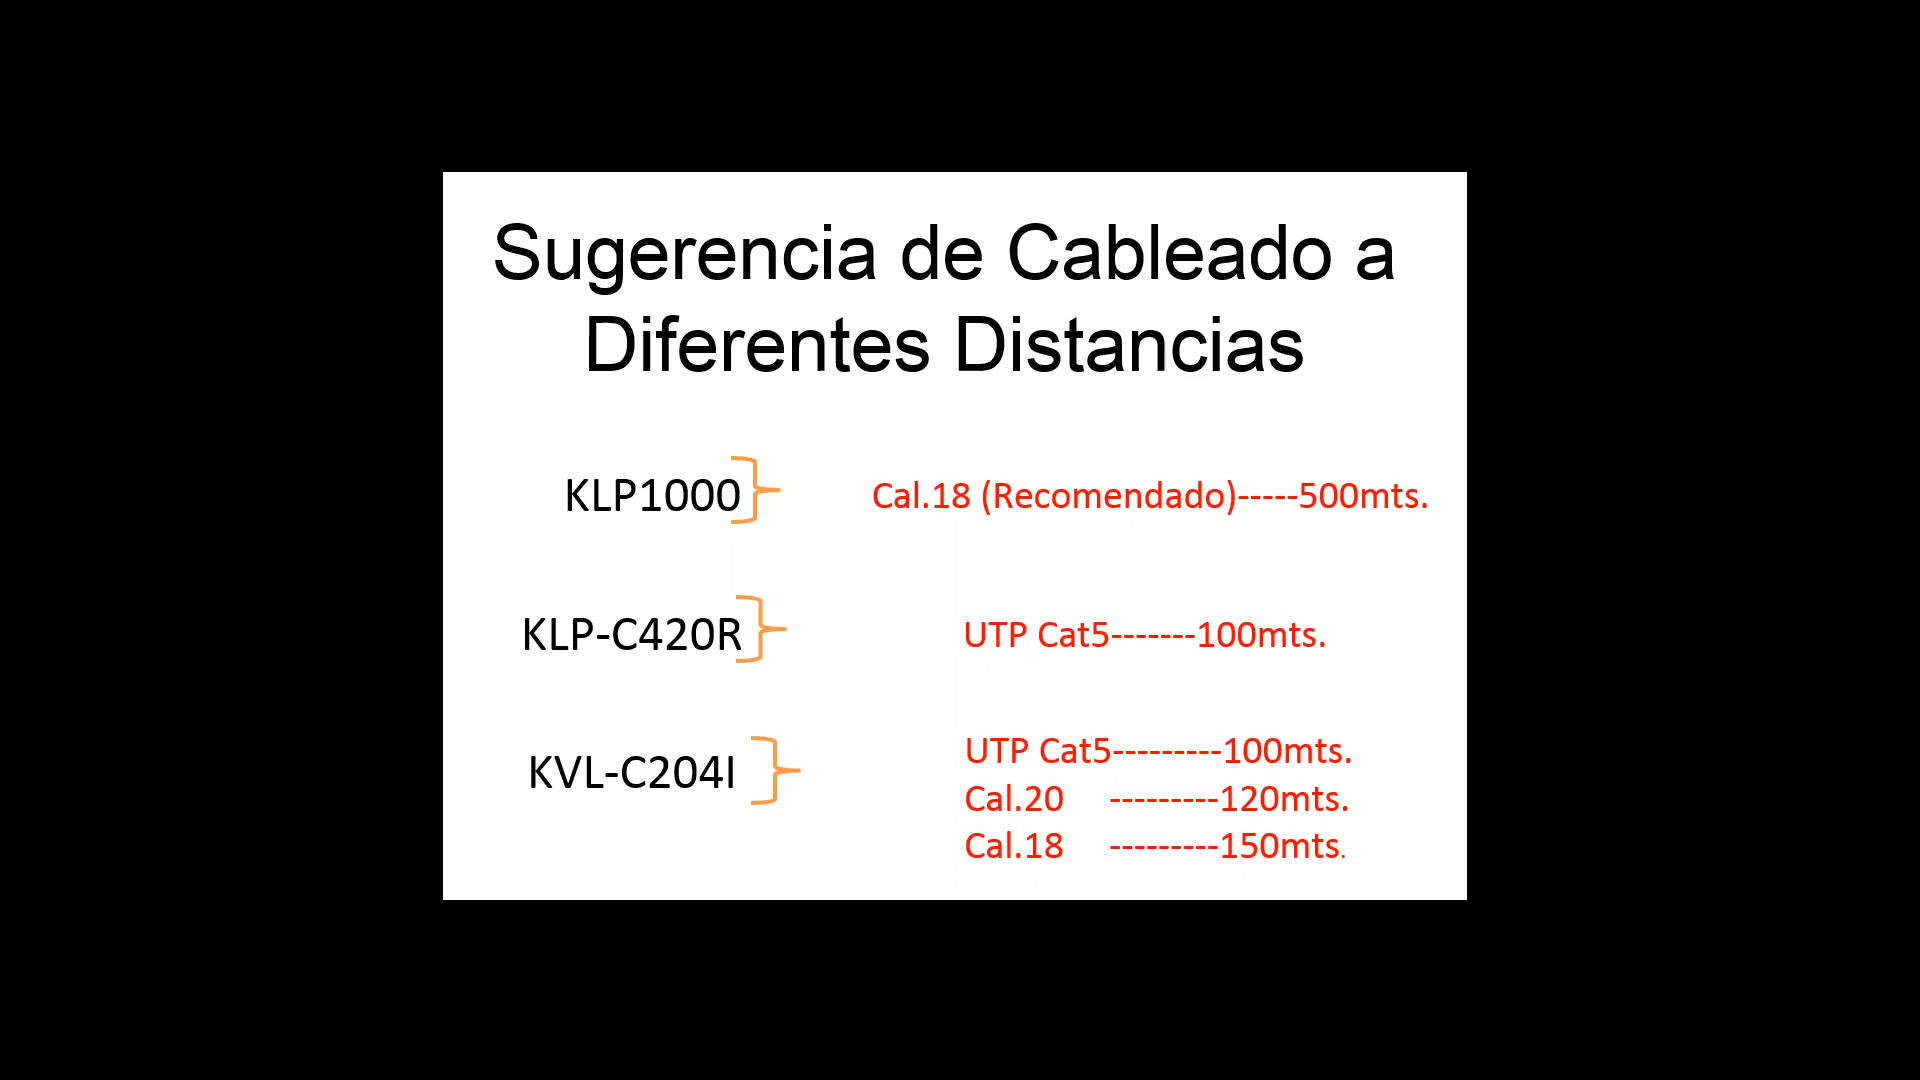 Sugerencia de Cableado a
Diferentes Distancias
KLP1000 Cal.18 (Recomendado)-----500mts.
KLP-C420R UTP Cat5-------100mts.
KVL-C204I
UTP Cat5---------100mts.
Cal.20 ---------120mts.
Cal.18 ---------150mts.